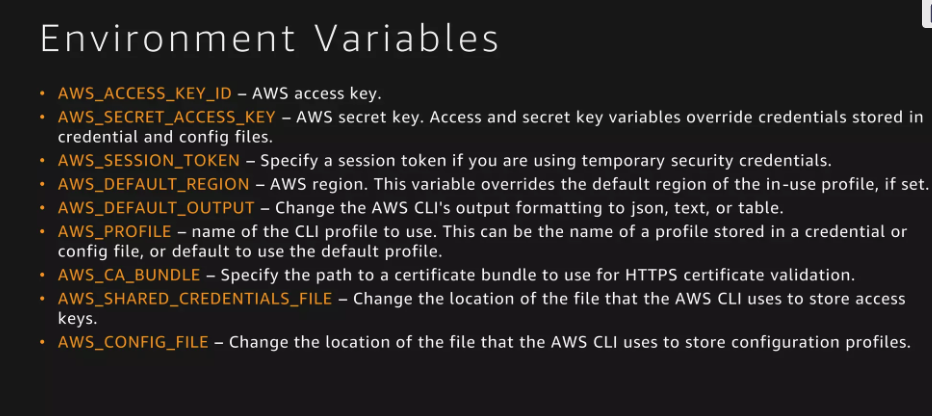 Environment Variables
• AWS_ACCESS_KEY_ID – AWS access key.
• AWS_SECRET_ACCESS_KEY – AWS secret key. Access and secret key variables override credentials stored in
credential and config files.
• AWS_SESSION_TOKEN – Specify a session token if you are using temporary security credentials.
• AWS_DEFAULT_REGION – AWS region. This variable overrides the default region of the in-use profile, if set.
• AWS_DEFAULT_OUTPUT – Change the AWS CLI's output formatting to json, text, or table.
• AWS_PROFILE – name of the CLI profile to use. This can be the name of a profile stored in a credential or
config file, or default to use the default profile.
• AWS_CA_BUNDLE – Specify the path to a certificate bundle to use for HTTPS certificate validation.
• AWS_SHARED_CREDENTIALS_FILE – Change the location of the file that the AWS CLI uses to store access
keys.
• AWS_CONFIG_FILE – Change the location of the file that the AWS CLI uses to store configuration profiles.